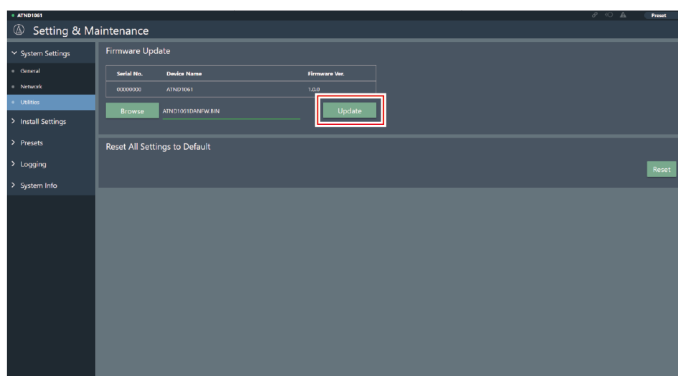 ATND1061
Preset
Setting & Maintenance
System Settings
General
Network
Utilities
Install Settings
Presets
Logging
System Info
Firmware Update
Serial No. Device Name Firmware Ver.
00000000 ATND1061 1.0.0
Browse ATND1061DANFW.BIN Update
Reset All Settings to Default
Reset